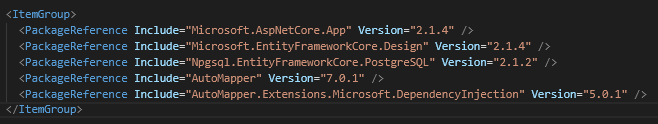 <ItemGroup>
<PackageReference Include="Microsoft.AspNetCore.App" Version="2.1.4" />
<PackageReference Include="Microsoft.EntityFrameworkCore.Design" Version="2.1.4" />
<PackageReference Include="Npgsql.EntityFrameworkCore.PostgreSQL" Version="2.1.2" />
<PackageReference Include="AutoMapper" Version="7.0.1" />
<PackageReference Include="AutoMapper.Extensions.Microsoft.DependencyInjection" Version="5.0.1" />
</ItemGroup>